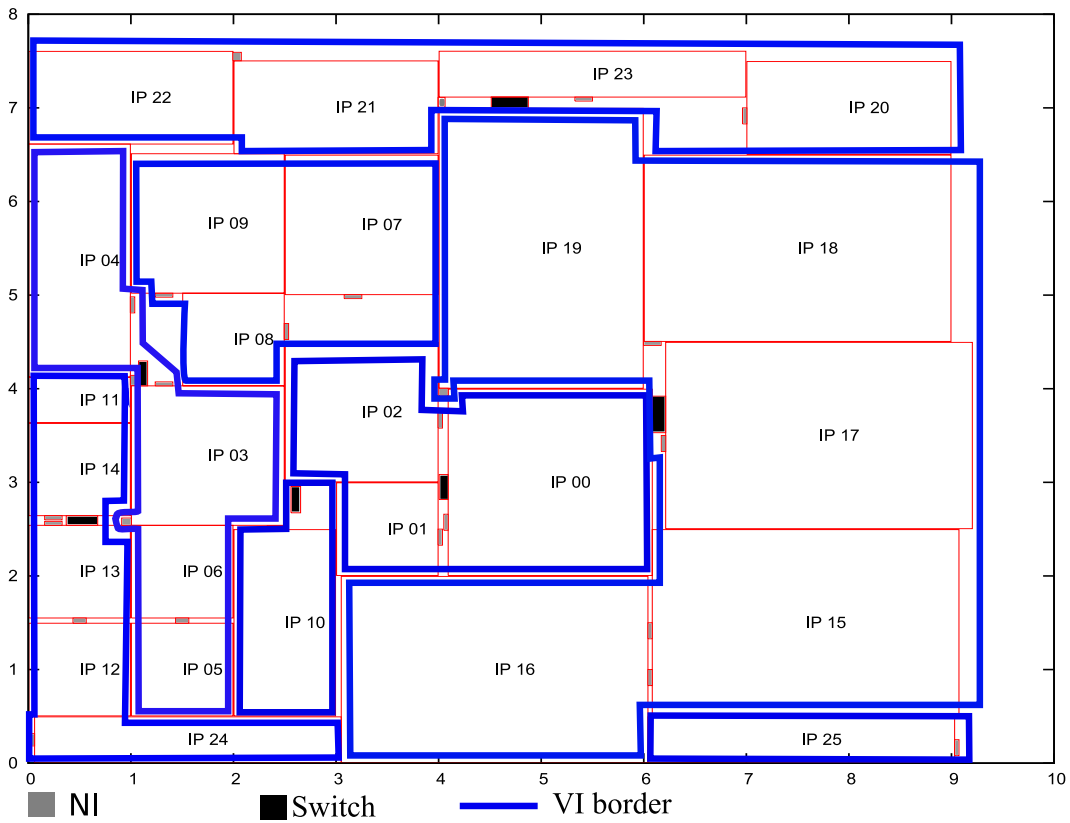 8
IP 23
IP 22
IP 21
IP 20
7
6
IP 09
IP 07
IP 04
IP 19
IP 18
5
IP 08
4
IP 11
IP 02
IP 17
IP 03
IP 14
3
IP 00
IP 01
2
IP 13
IP 06
IP 10
IP 15
IP 16
1
IP 12
IP 05
IP 24
IP 25
0
0 1 2 3 4 5 6 7 8 9 10
NI Switch VI border